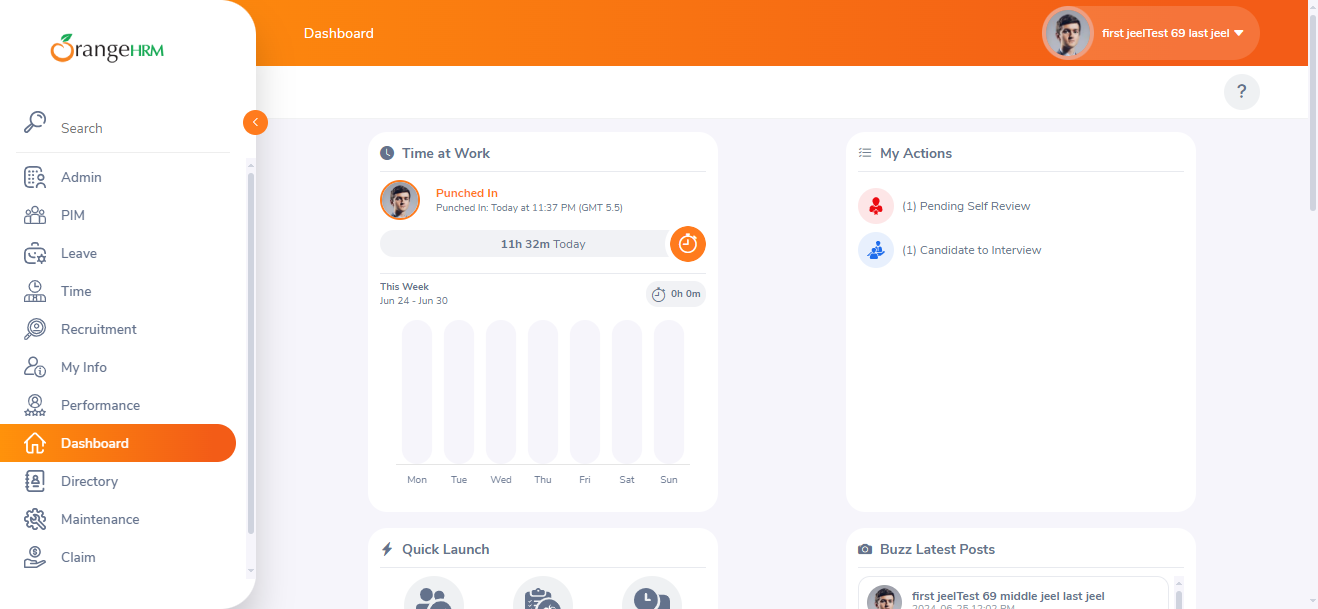 OrangeHRM
Search
Admin
PIM
Leave
Time
Recruitment
My Info
Performance
Dashboard
Directory
Maintenance
Claim
Dashboard
first jeelTest 69 last jeel
?
Time at Work
Punched In
Punched In: Today at 11:37 PM (GMT 5.5)
11h 32m Today
This Week
Jun 24 - Jun 30
0h 0m
Mon Tue Wed Thu Fri Sat Sun
My Actions
(1) Pending Self Review
(1) Candidate to Interview
Quick Launch
Buzz Latest Posts
first jeelTest 69 middle jeel last jeel
2024-06-25 12:02 PM